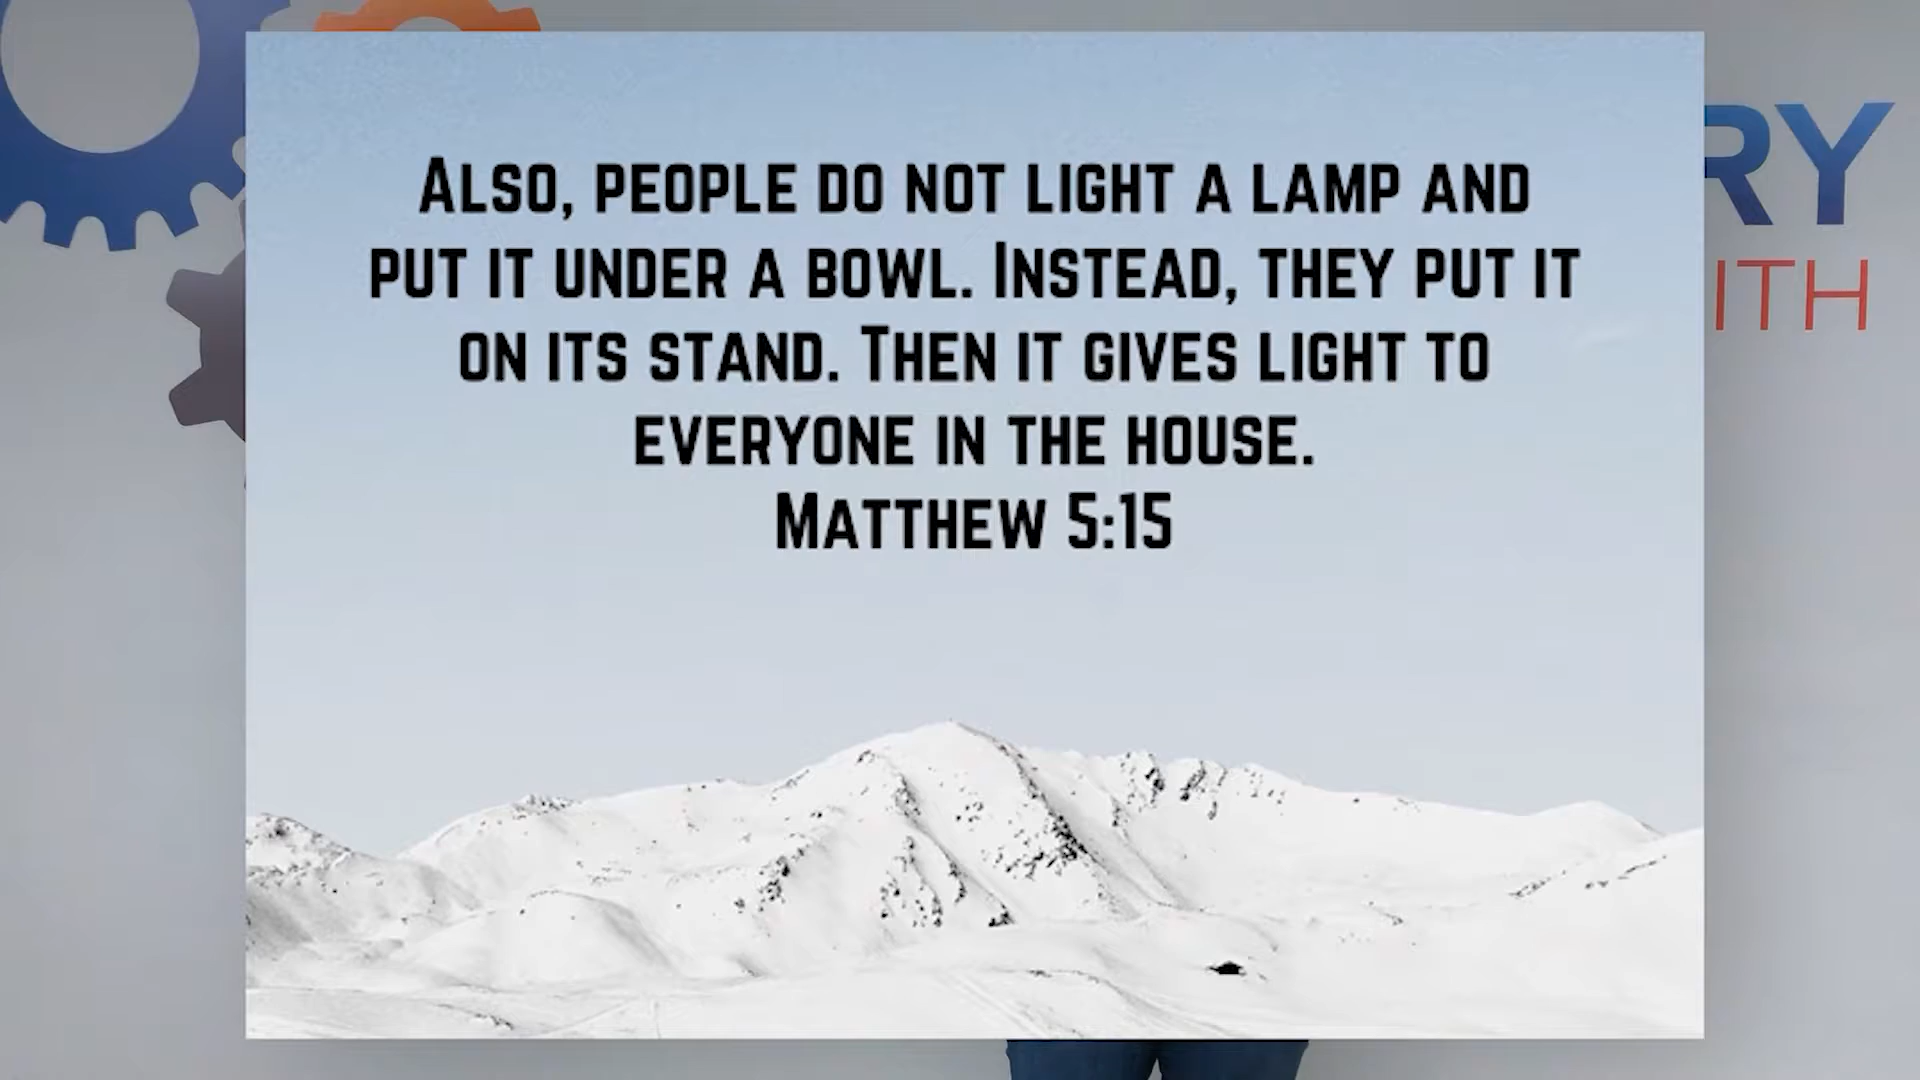 Also, people do not light a lamp and
put it under a bowl. Instead, they put it
on its stand. Then it gives light to
everyone in the house.
Matthew 5:15